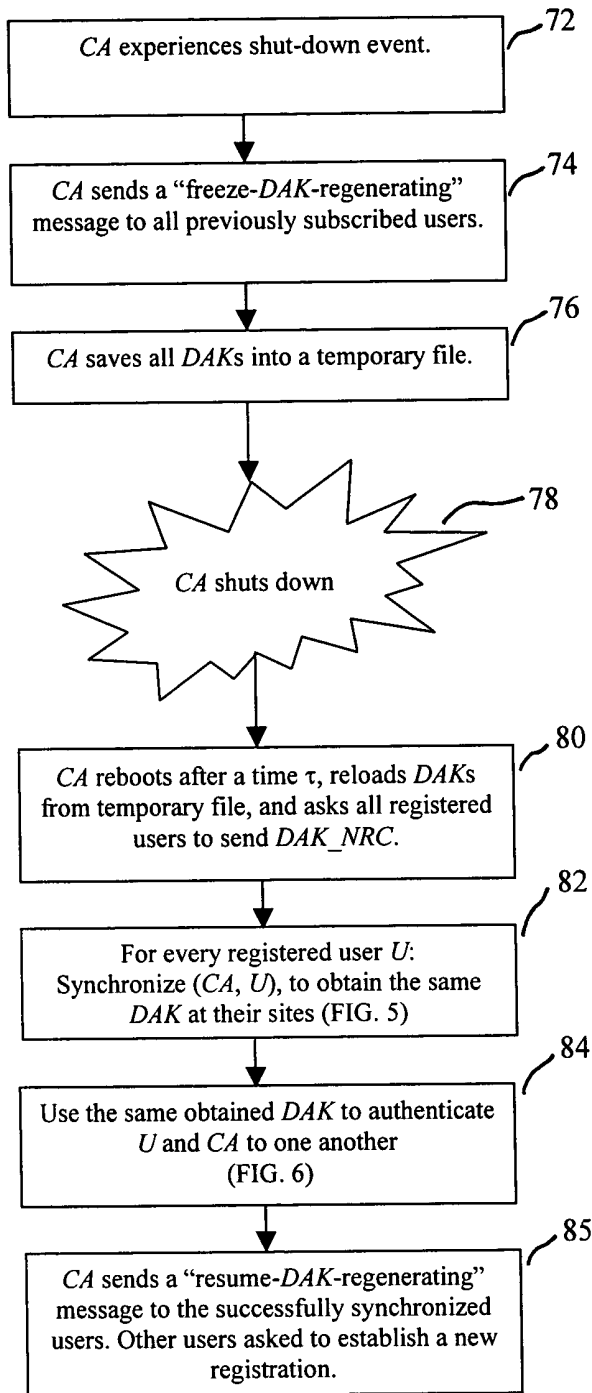 72
CA experiences shut-down event.
74
CA sends a “freeze-DAK-regenerating”
message to all previously subscribed users.
76
CA saves all DAKs into a temporary file.
78
CA shuts down
80
CA reboots after a time τ, reloads DAKs
from temporary file, and asks all registered
users to send DAK_NRC.
82
For every registered user U:
Synchronize (CA, U), to obtain the same
DAK at their sites (FIG. 5)
84
Use the same obtained DAK to authenticate
U and CA to one another
(FIG. 6)
85
CA sends a “resume-DAK-regenerating”
message to the successfully synchronized
users. Other users asked to establish a new
registration.